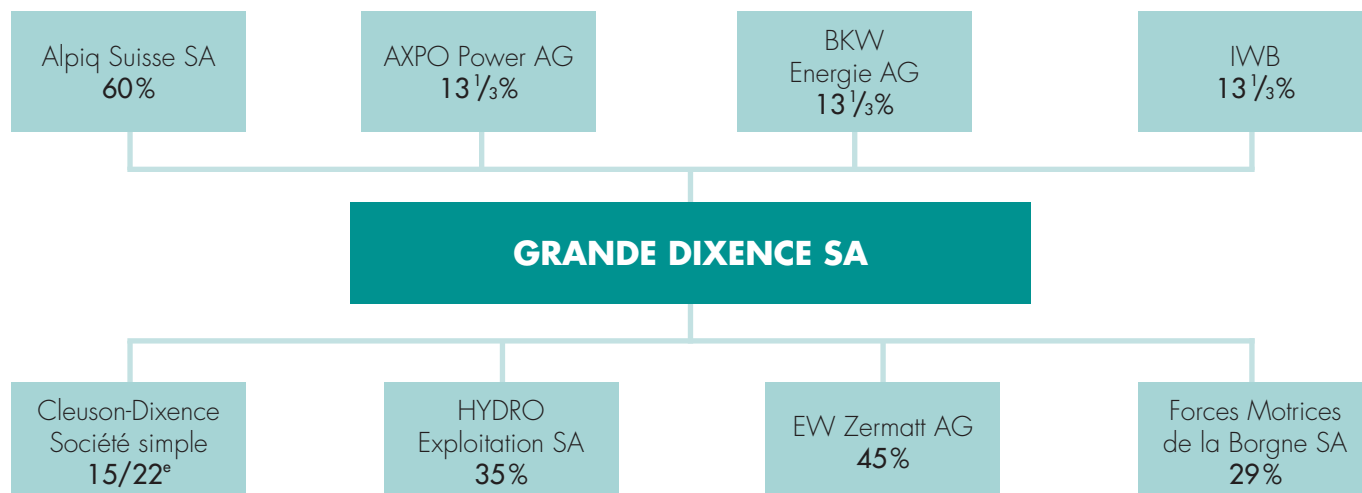 Alpiq Suisse SA
60%
AXPO Power AG
13 1/3%
BKW
Energie AG
13 1/3%
IWB
13 1/3%
GRANDE DIXENCE SA
Cleuson-Dixence
Société simple
15/22e
HYDRO
Exploitation SA
35%
EW Zermatt AG
45%
Forces Motrices
de la Borgne SA
29%